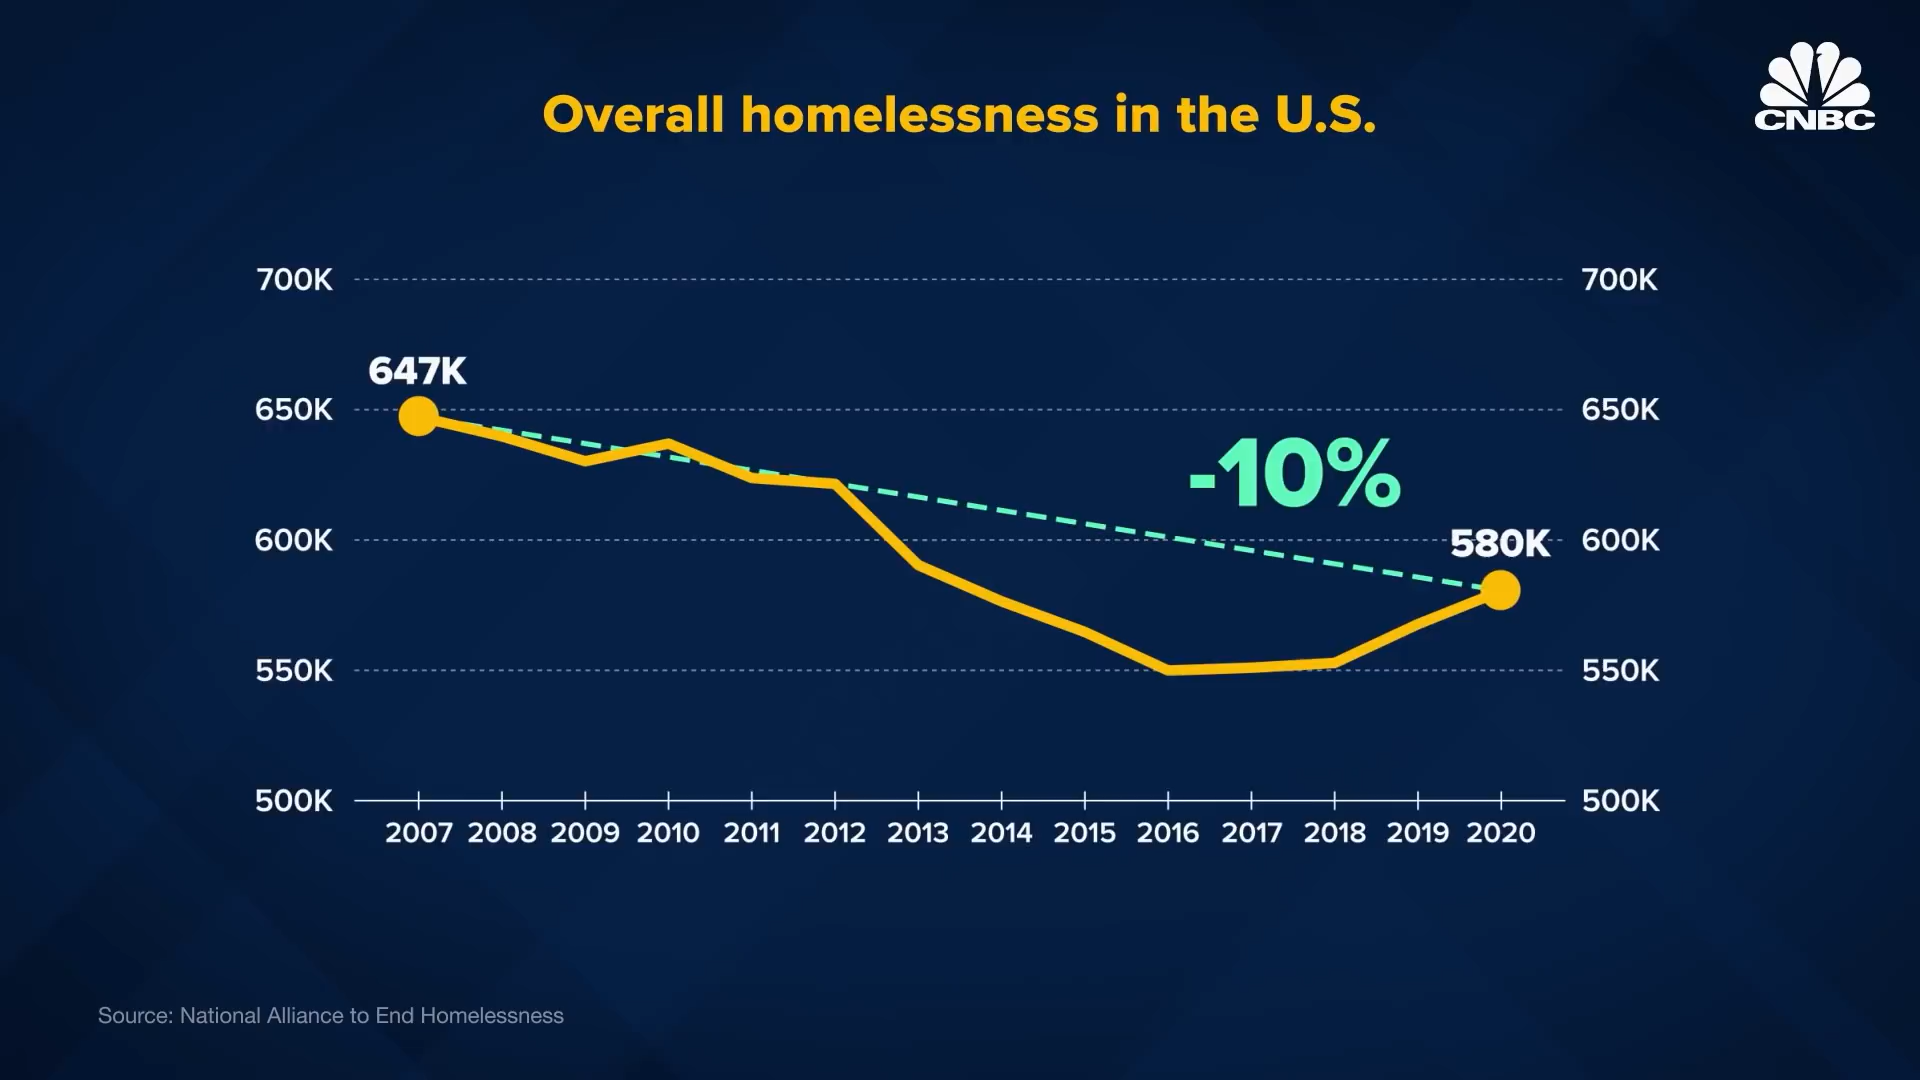 CNBC
Overall homelessness in the U.S.
700K 700K
647K
650K 650K
-10%
580K
600K 600K
550K 550K
500K 500K
2007 2008 2009 2010 2011 2012 2013 2014 2015 2016 2017 2018 2019 2020
Source: National Alliance to End Homelessness